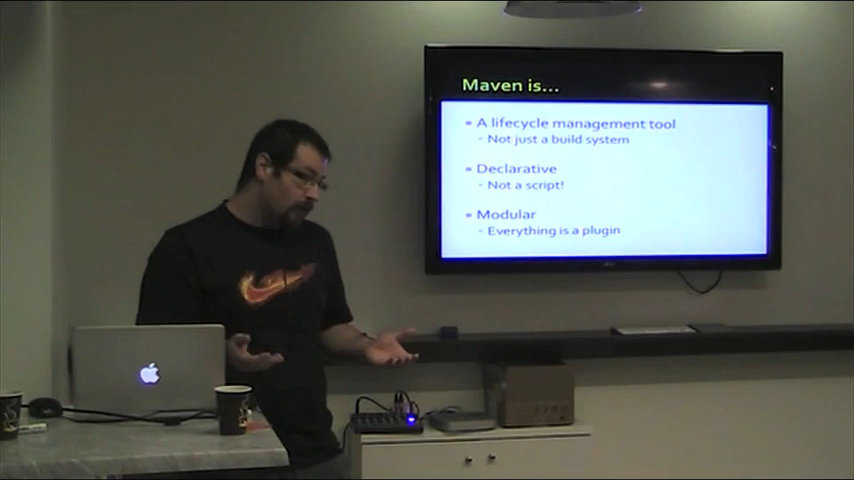 Maven is...
A lifecycle management tool
- Not just a build system
Declarative
- Not a script!
Modular
- Everything is a plugin